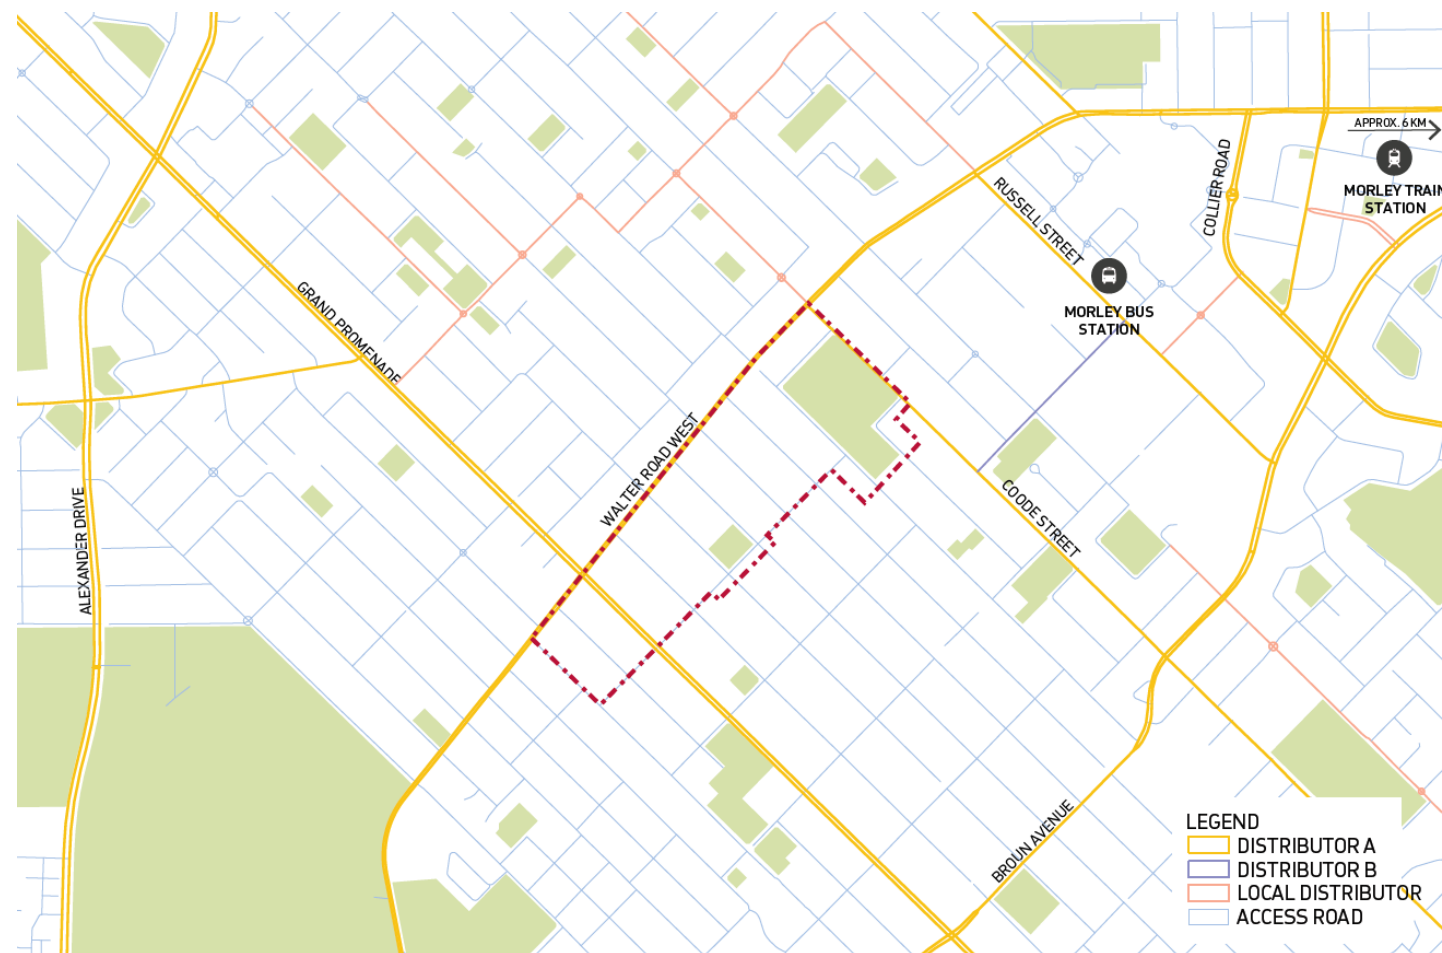 APPROX. 6 KM
MORLEY TRAIN
STATION
COLLIER ROAD
RUSSELL STREET
MORLEY BUS
STATION
GRAND PROMENADE
WALTER ROAD WEST
ALEXANDER DRIVE
COODE STREET
BROUN AVENUE
LEGEND
DISTRIBUTOR A
DISTRIBUTOR B
LOCAL DISTRIBUTOR
ACCESS ROAD